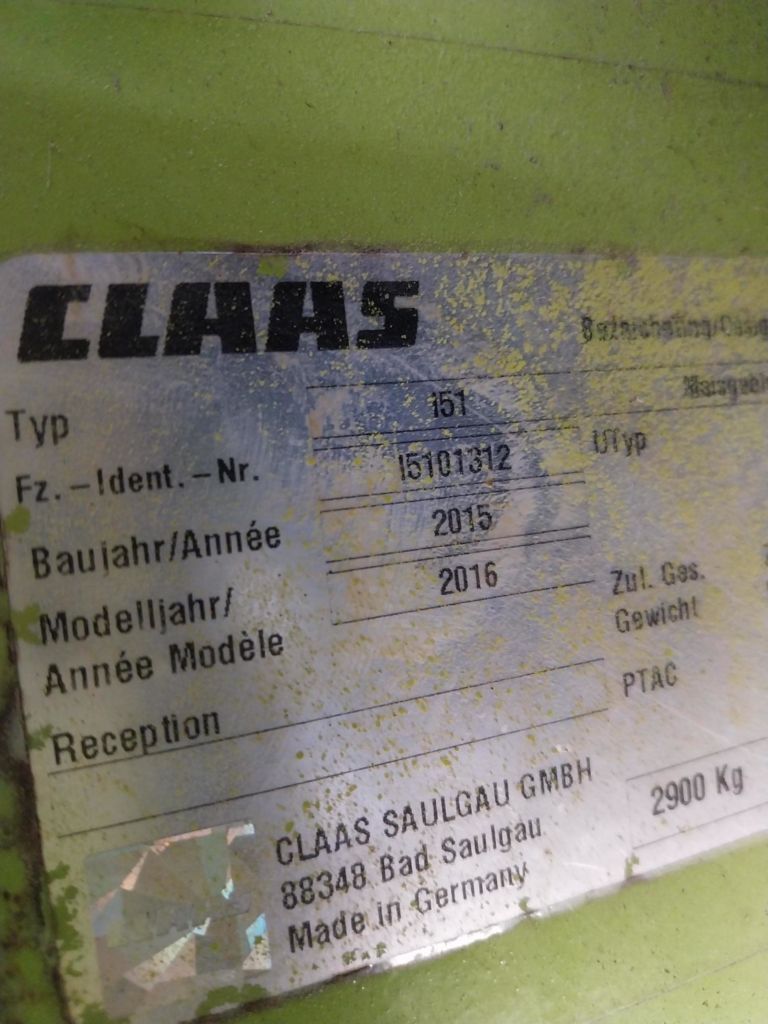 CLAAS
Typ 151
Fz.-Ident.-Nr. I5101312 UTyp
Baujahr/Année 2015
Modelljahr/ 2016 Zul. Ges.
Année Modèle Gewicht
Reception PTAC
CLAAS SAULGAU GMBH 2900 Kg
88348 Bad Saulgau
Made in Germany